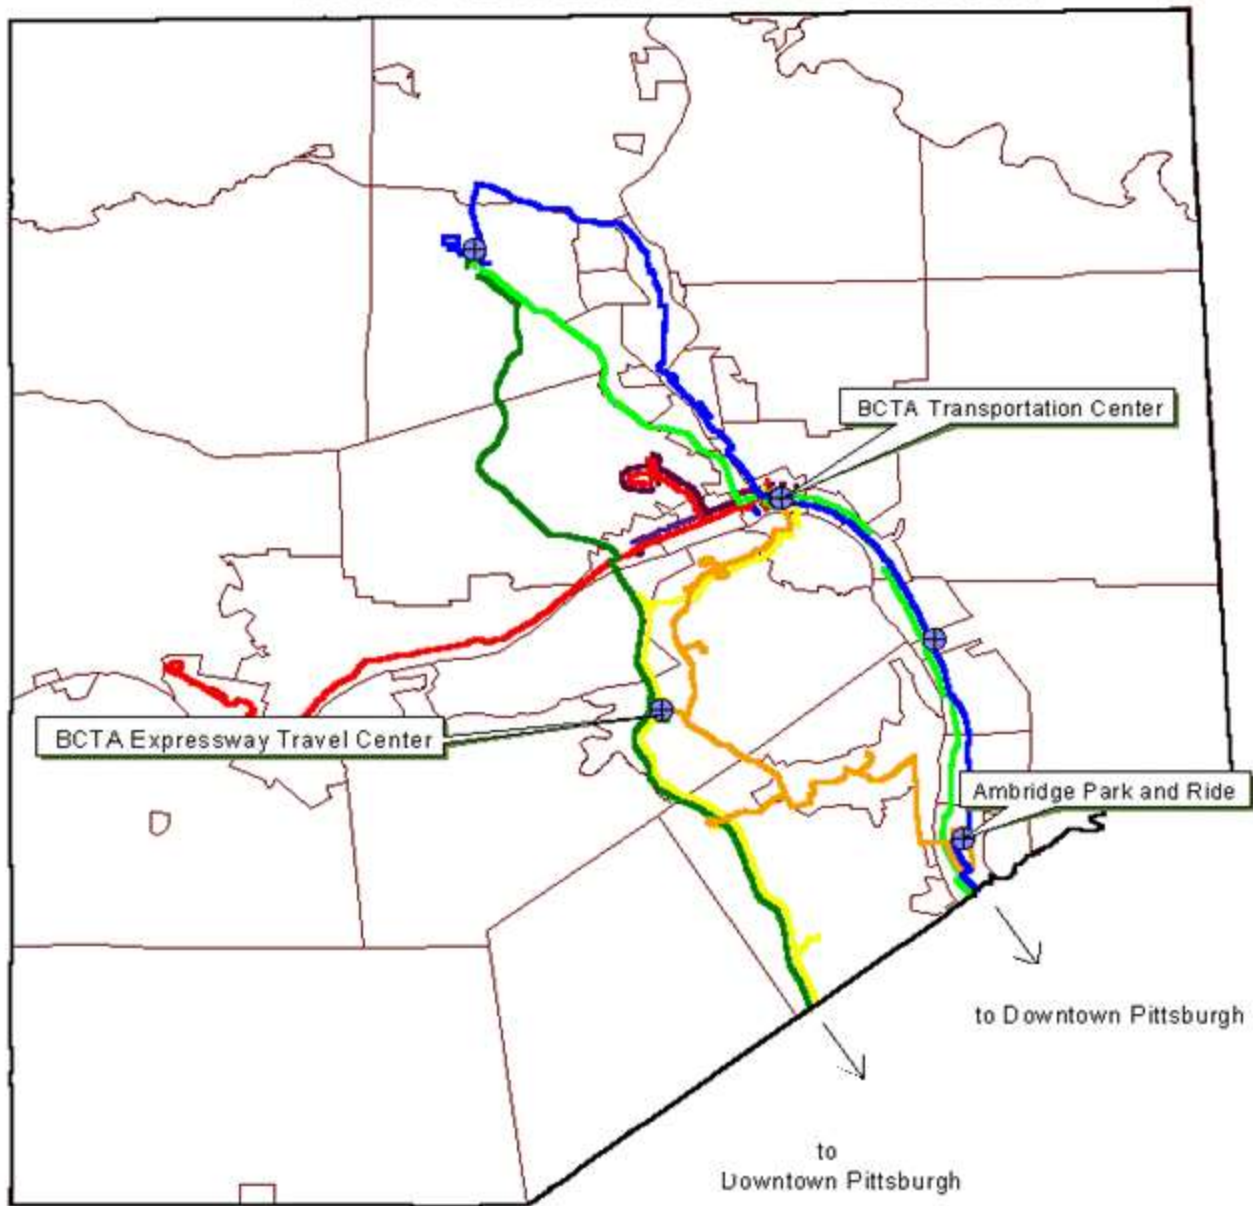 BCTA Transportation Center
BCTA Expressway Travel Center
Ambridge Park and Ride
to Downtown Pittsburgh
to
Downtown Pittsburgh